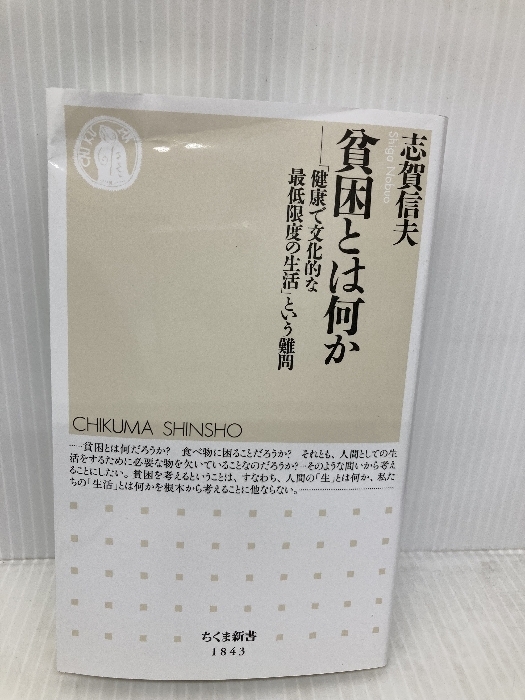 志賀信夫
Shiga Nobuo
貧困とは何か
―「健康で文化的な
最低限度の生活」という難問
CHIKUMA SHINSHO
……貧困とは何だろうか?　食べ物に困ることだろうか?　それとも、人間としての生
活をするために必要な物を欠いていることなのだろうか?―そのような問いから考え
ることにしたい。貧困を考えるということは、すなわち、人間の「生」とは何か、私た
ちの「生活」とは何かを根本から考えることに他ならない。……
ちくま新書
1843